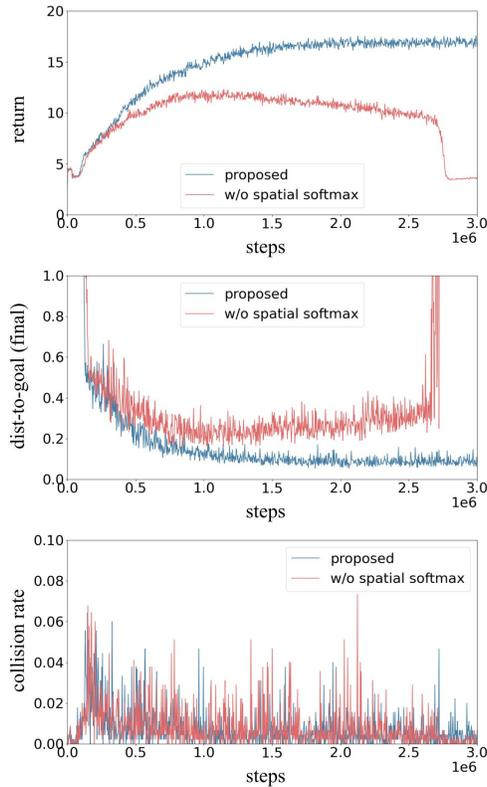 20
15
10
5
0
return
proposed
w/o spatial softmax
0.0 0.5 1.0 1.5 2.0 2.5 3.0
1e6
steps
1.0
0.8
0.6
0.4
0.2
0.0
dist-to-goal (final)
proposed
w/o spatial softmax
0.0 0.5 1.0 1.5 2.0 2.5 3.0
1e6
steps
0.10
0.08
0.06
0.04
0.02
0.00
collision rate
proposed
w/o spatial softmax
0.0 0.5 1.0 1.5 2.0 2.5 3.0
1e6
steps